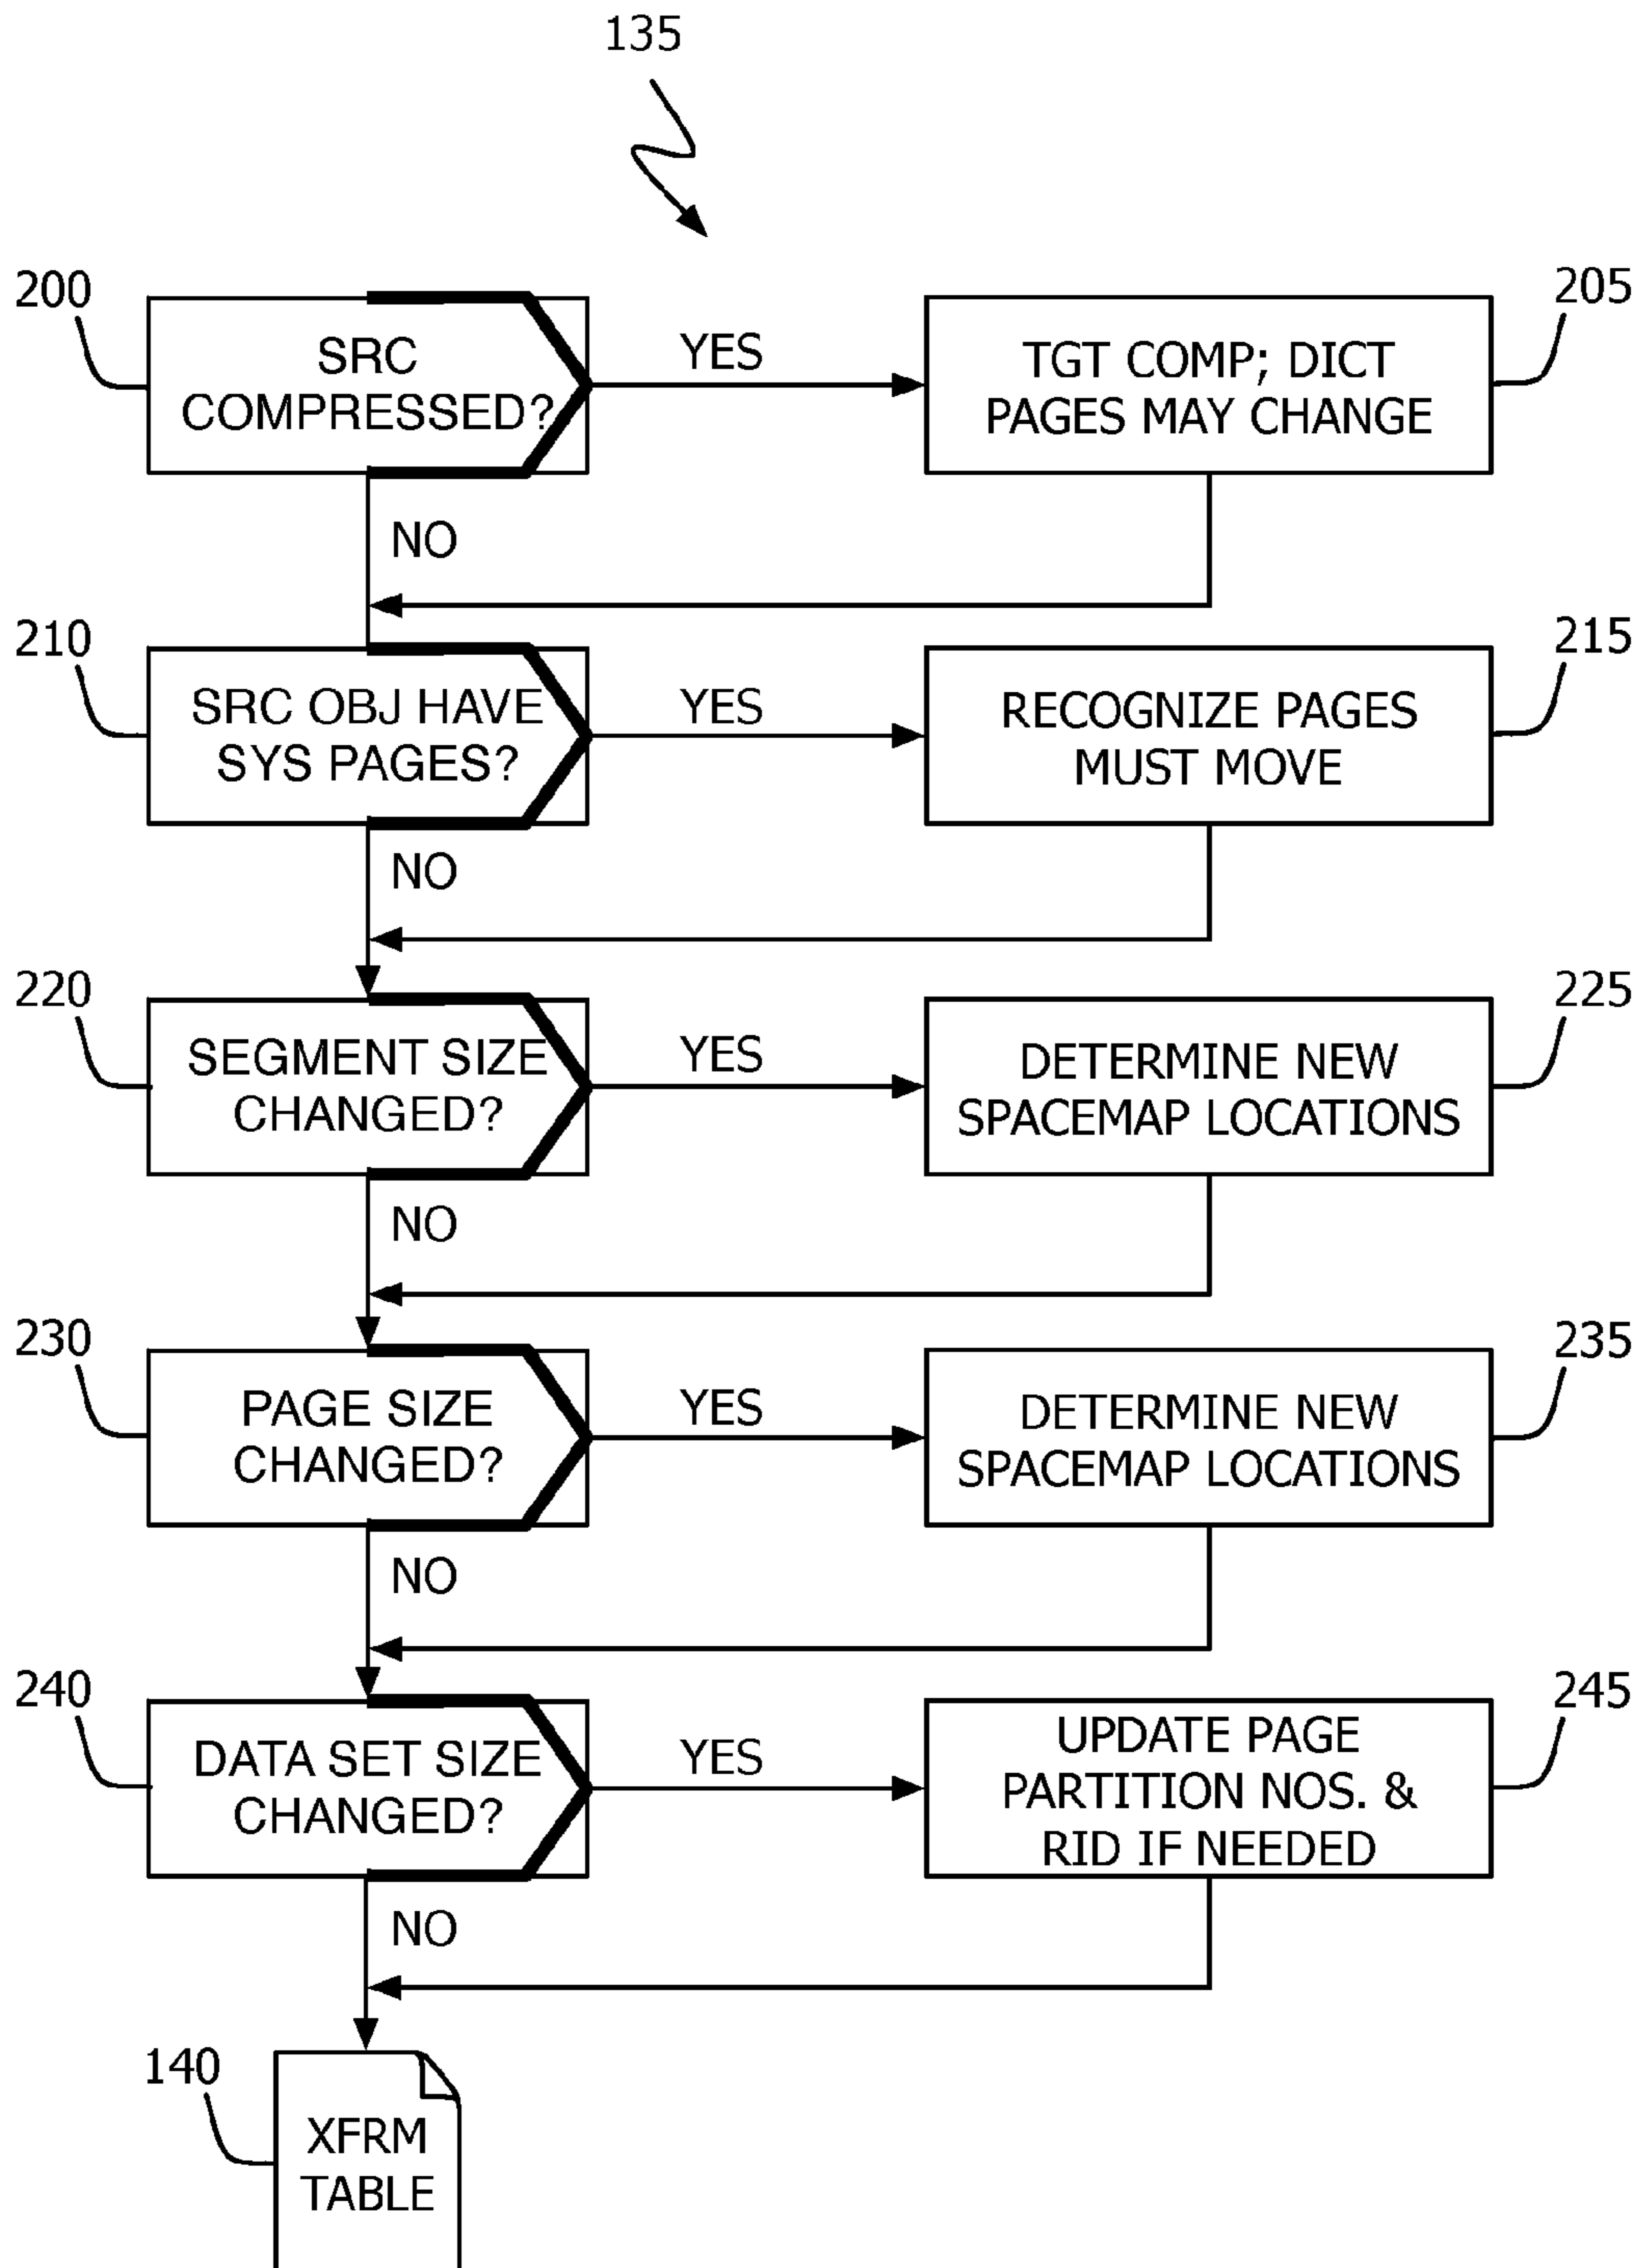 135
200
SRC
COMPRESSED?
YES
TGT COMP; DICT
PAGES MAY CHANGE
205
NO
210
SRC OBJ HAVE
SYS PAGES?
YES
RECOGNIZE PAGES
MUST MOVE
215
NO
220
SEGMENT SIZE
CHANGED?
YES
DETERMINE NEW
SPACEMAP LOCATIONS
225
NO
230
PAGE SIZE
CHANGED?
YES
DETERMINE NEW
SPACEMAP LOCATIONS
235
NO
240
DATA SET SIZE
CHANGED?
YES
UPDATE PAGE
PARTITION NOS. &
RID IF NEEDED
245
NO
140
XFRM
TABLE